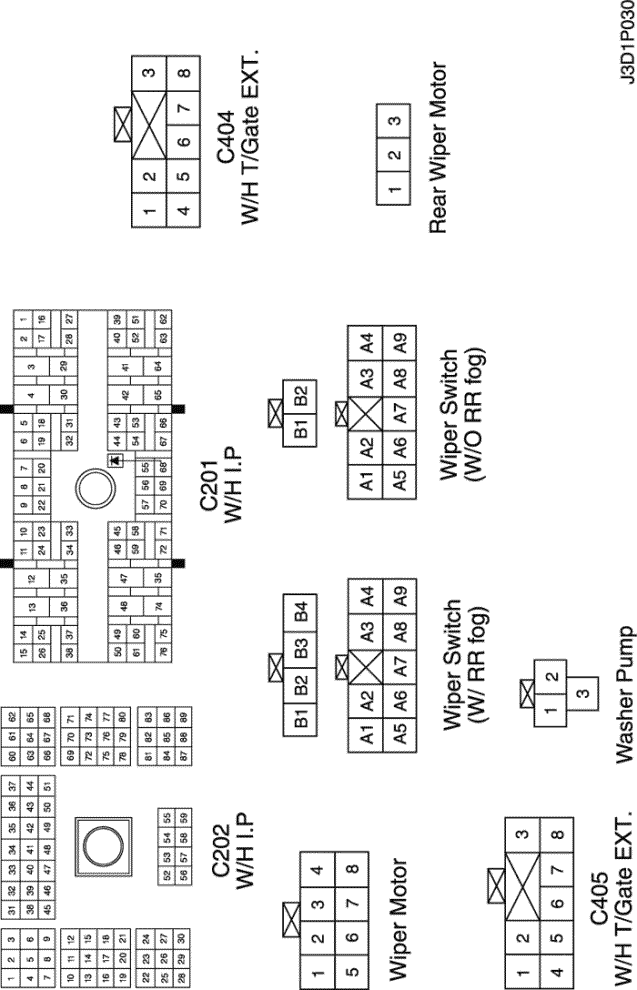 1 2 3 31 32 33 34 35 36 37 60 61 62
4 5 6 38 39 40 41 42 43 44 63 64 65
7 8 9 45 46 47 48 49 50 51 66 67 68
10 11 12 69 70 71
13 14 15 72 73 74
16 17 18 75 76 77
19 20 21 78 79 80
22 23 24 81 82 83
25 26 27 52 53 54 55 84 85 86
28 29 30 56 57 58 59 87 88 89
C202
W/H I.P
15 14 13 12 11 10 9 8 7 6 5 4 3 2 1
26 25 24 23 22 21 20 19 18 17 16
38 37 36 35 34 33 32 31 30 29 28 27
50 49 48 47 46 45 44 43 42 41 40 39
61 60 59 58 57 56 55 54 53 52 51
76 75 74 35 72 71 70 69 68 67 66 65 64 63 62
C201
W/H I.P
1 2 3
4 5 6 7 8
C404
W/H T/Gate EXT.
1 2 3 4
5 6 7 8
Wiper Motor
B1 B2 B3 B4
A1 A2 A3 A4
A5 A6 A7 A8 A9
Wiper Switch
(W/ RR fog)
B1 B2
A1 A2 A3 A4
A5 A6 A7 A8 A9
Wiper Switch
(W/O RR fog)
1 2 3
Rear Wiper Motor
1 2 3
4 5 6 7 8
C405
W/H T/Gate EXT.
1 2
3
Washer Pump
J3D1P030